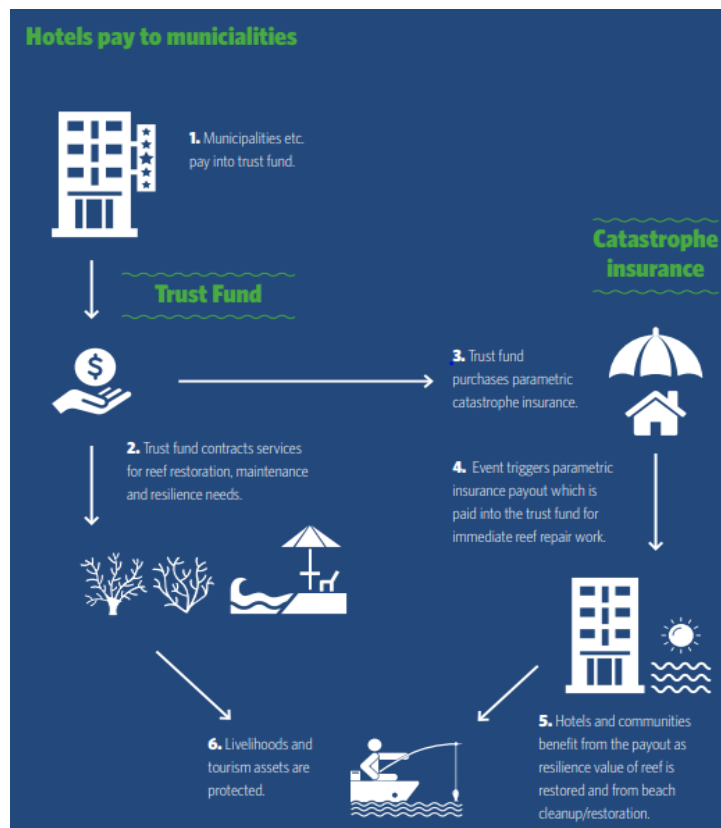 Hotels pay to municialities
1. Municipalities etc.
pay into trust fund.
Trust Fund
Catastrophe
insurance
$
3. Trust fund
purchases parametric
catastrophe insurance.
2. Trust fund contracts services
for reef restoration, maintenance
and resilience needs.
4. Event triggers parametric
insurance payout which is
paid into the trust fund for
immediate reef repair work.
5. Hotels and communities
benefit from the payout as
resilience value of reef is
restored and from beach
cleanup/restoration.
6. Livelihoods and
tourism assets are
protected.